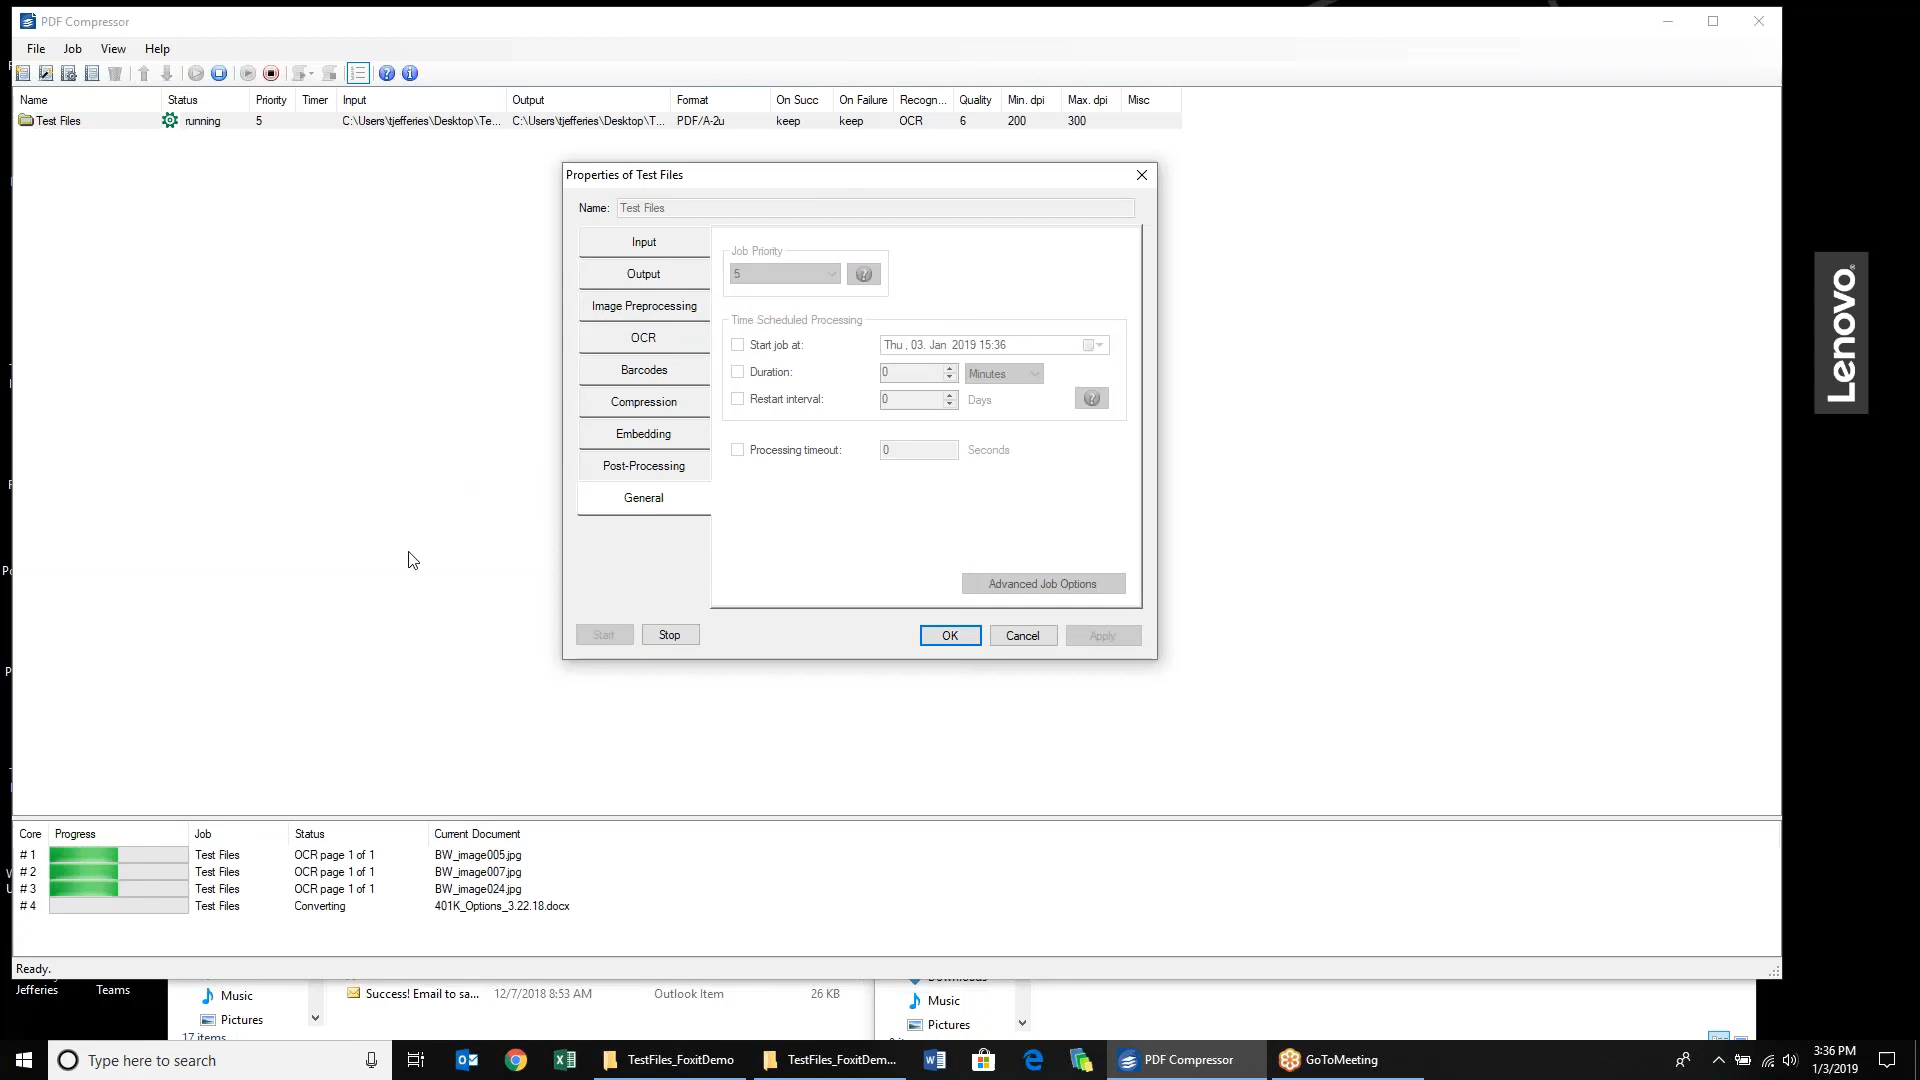 PDF Compressor
File Job View Help
Name Status Priority Timer Input Output Format On Succ On Failure Recogn... Quality Min. dpi Max. dpi Misc
Test Files running 5 C:\Users\tjefferies\Desktop\Te... C:\Users\tjefferies\Desktop\T... PDF/A-2u keep keep OCR 6 200 300
Properties of Test Files
Name: Test Files
Input
Output
Image Preprocessing
OCR
Barcodes
Compression
Embedding
Post-Processing
General
Job Priority
5
Time Scheduled Processing
Start job at: Thu , 03. Jan 2019 15:36
Duration: 0 Minutes
Restart interval: 0 Days
Processing timeout: 0 Seconds
Advanced Job Options
Start Stop OK Cancel Apply
Lenovo
Core Progress Job Status Current Document
# 1 Test Files OCR page 1 of 1 BW_image005.jpg
# 2 Test Files OCR page 1 of 1 BW_image007.jpg
# 3 Test Files OCR page 1 of 1 BW_image024.jpg
# 4 Test Files Converting 401K_Options_3.22.18.docx
Ready.
Jefferies Teams
Music Success! Email to sa... 12/7/2018 8:53 AM Outlook Item 26 KB
Pictures
17 items
Downloads
Music
Pictures
Type here to search TestFiles_FoxitDemo TestFiles_FoxitDem... PDF Compressor GoToMeeting
3:36 PM
1/3/2019